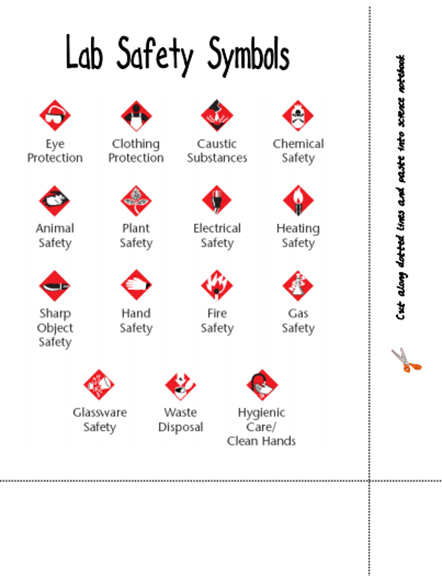 Lab Safety Symbols
Eye
Protection
Clothing
Protection
Caustic
Substances
Chemical
Safety
Animal
Safety
Plant
Safety
Electrical
Safety
Heating
Safety
Sharp
Object
Safety
Hand
Safety
Fire
Safety
Gas
Safety
Glassware
Safety
Waste
Disposal
Hygienic
Care/
Clean Hands
Cut along dotted lines and paste into science notebook